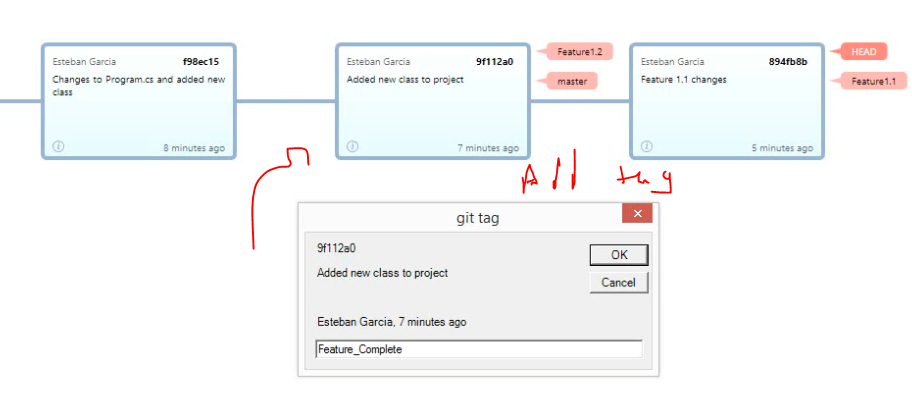 Esteban Garcia f98ec15
Changes to Program.cs and added new
class
8 minutes ago
Esteban Garcia 9f112a0
Added new class to project
7 minutes ago
Feature1.2
master
Esteban Garcia 894fb8b
Feature 1.1 changes
5 minutes ago
HEAD
Feature1.1
Add tag
git tag
9f112a0
Added new class to project
Esteban Garcia, 7 minutes ago
Feature_Complete
OK
Cancel